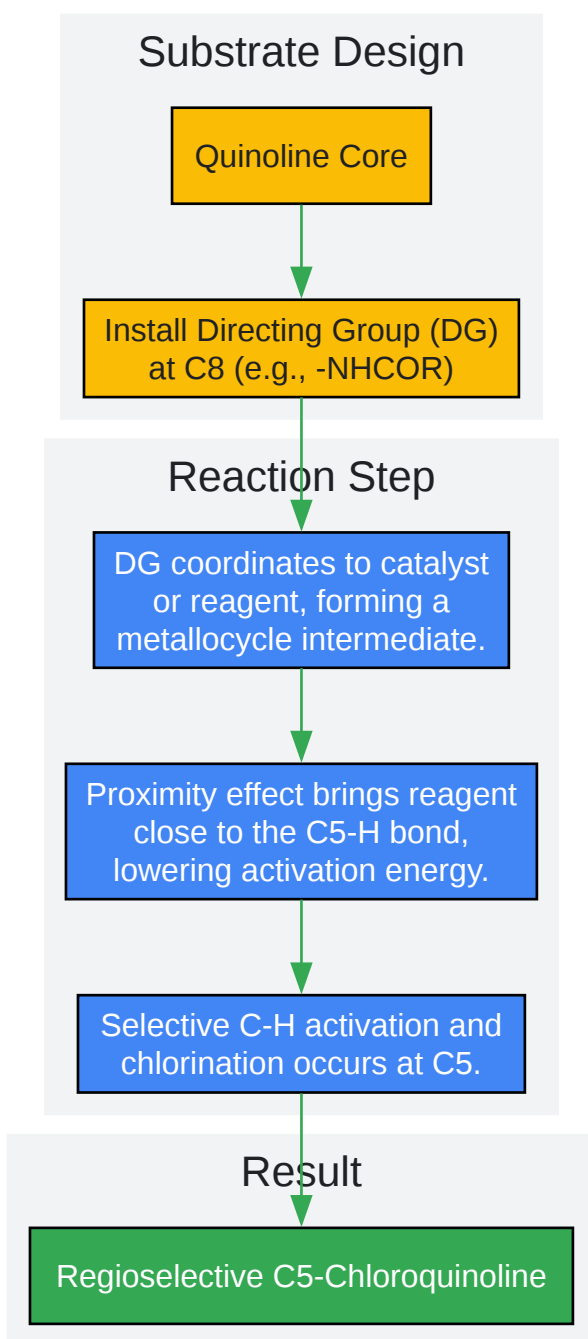 Substrate Design
Quinoline Core
Install Directing Group (DG)
at C8 (e.g., -NHCOR)
Reaction Step
DG coordinates to catalyst
or reagent, forming a
metallocycle intermediate.
Proximity effect brings reagent
close to the C5-H bond,
lowering activation energy.
Selective C-H activation and
chlorination occurs at C5.
Result
Regioselective C5-Chloroquinoline